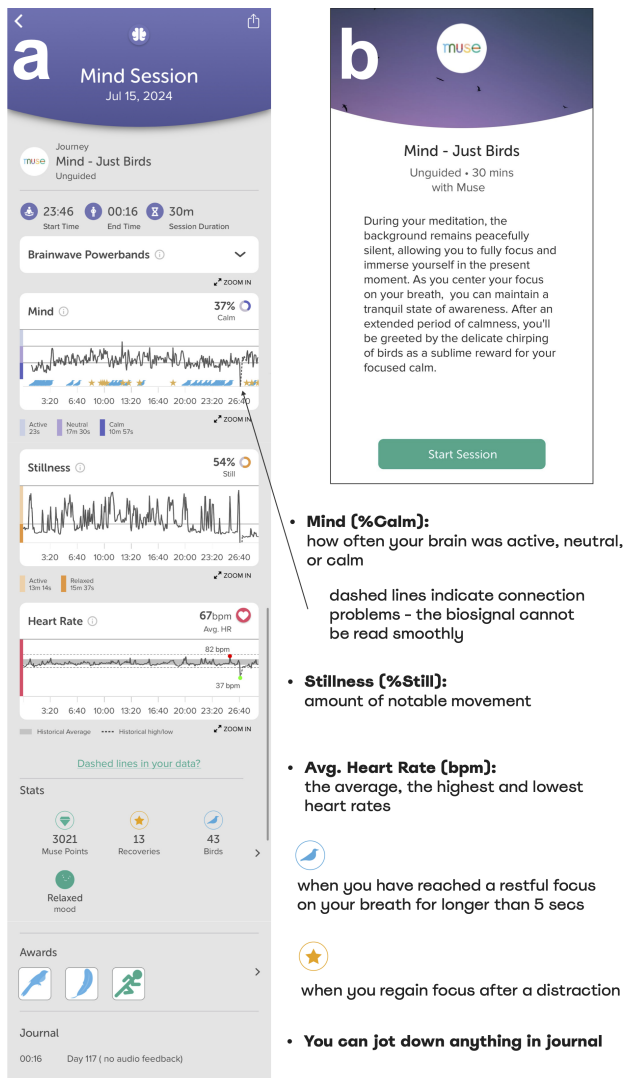 a
Mind Session
Jul 15, 2024
muse
Journey
Mind - Just Birds
Unguided
23:46
Start Time
00:16
End Time
30m
Session Duration
Brainwave Powerbands
ZOOM IN
Mind
37%
Calm
3:20 6:40 10:00 13:20 16:40 20:00 23:20 26:40
ZOOM IN
Active
23s
Neutral
17m 30s
Calm
10m 57s
Stillness
54%
Still
3:20 6:40 10:00 13:20 16:40 20:00 23:20 26:40
ZOOM IN
Active
13m 14s
Relaxed
15m 37s
Heart Rate
67bpm
Avg. HR
82 bpm
37 bpm
3:20 6:40 10:00 13:20 16:40 20:00 23:20 26:40
ZOOM IN
Historical Average
Historical high/low
Dashed lines in your data?
Stats
3021
Muse Points
13
Recoveries
43
Birds
Relaxed
mood
Awards
Journal
00:16 Day 117 ( no audio feedback)
b
muse
Mind - Just Birds
Unguided • 30 mins
with Muse
During your meditation, the
background remains peacefully
silent, allowing you to fully focus and
immerse yourself in the present
moment. As you center your focus
on your breath, you can maintain a
tranquil state of awareness. After an
extended period of calmness, you'll
be greeted by the delicate chirping
of birds as a sublime reward for your
focused calm.
Start Session
• Mind (%Calm):
how often your brain was active, neutral,
or calm
dashed lines indicate connection
problems - the biosignal cannot
be read smoothly
• Stillness (%Still):
amount of notable movement
• Avg. Heart Rate (bpm):
the average, the highest and lowest
heart rates
when you have reached a restful focus
on your breath for longer than 5 secs
when you regain focus after a distraction
• You can jot down anything in journal